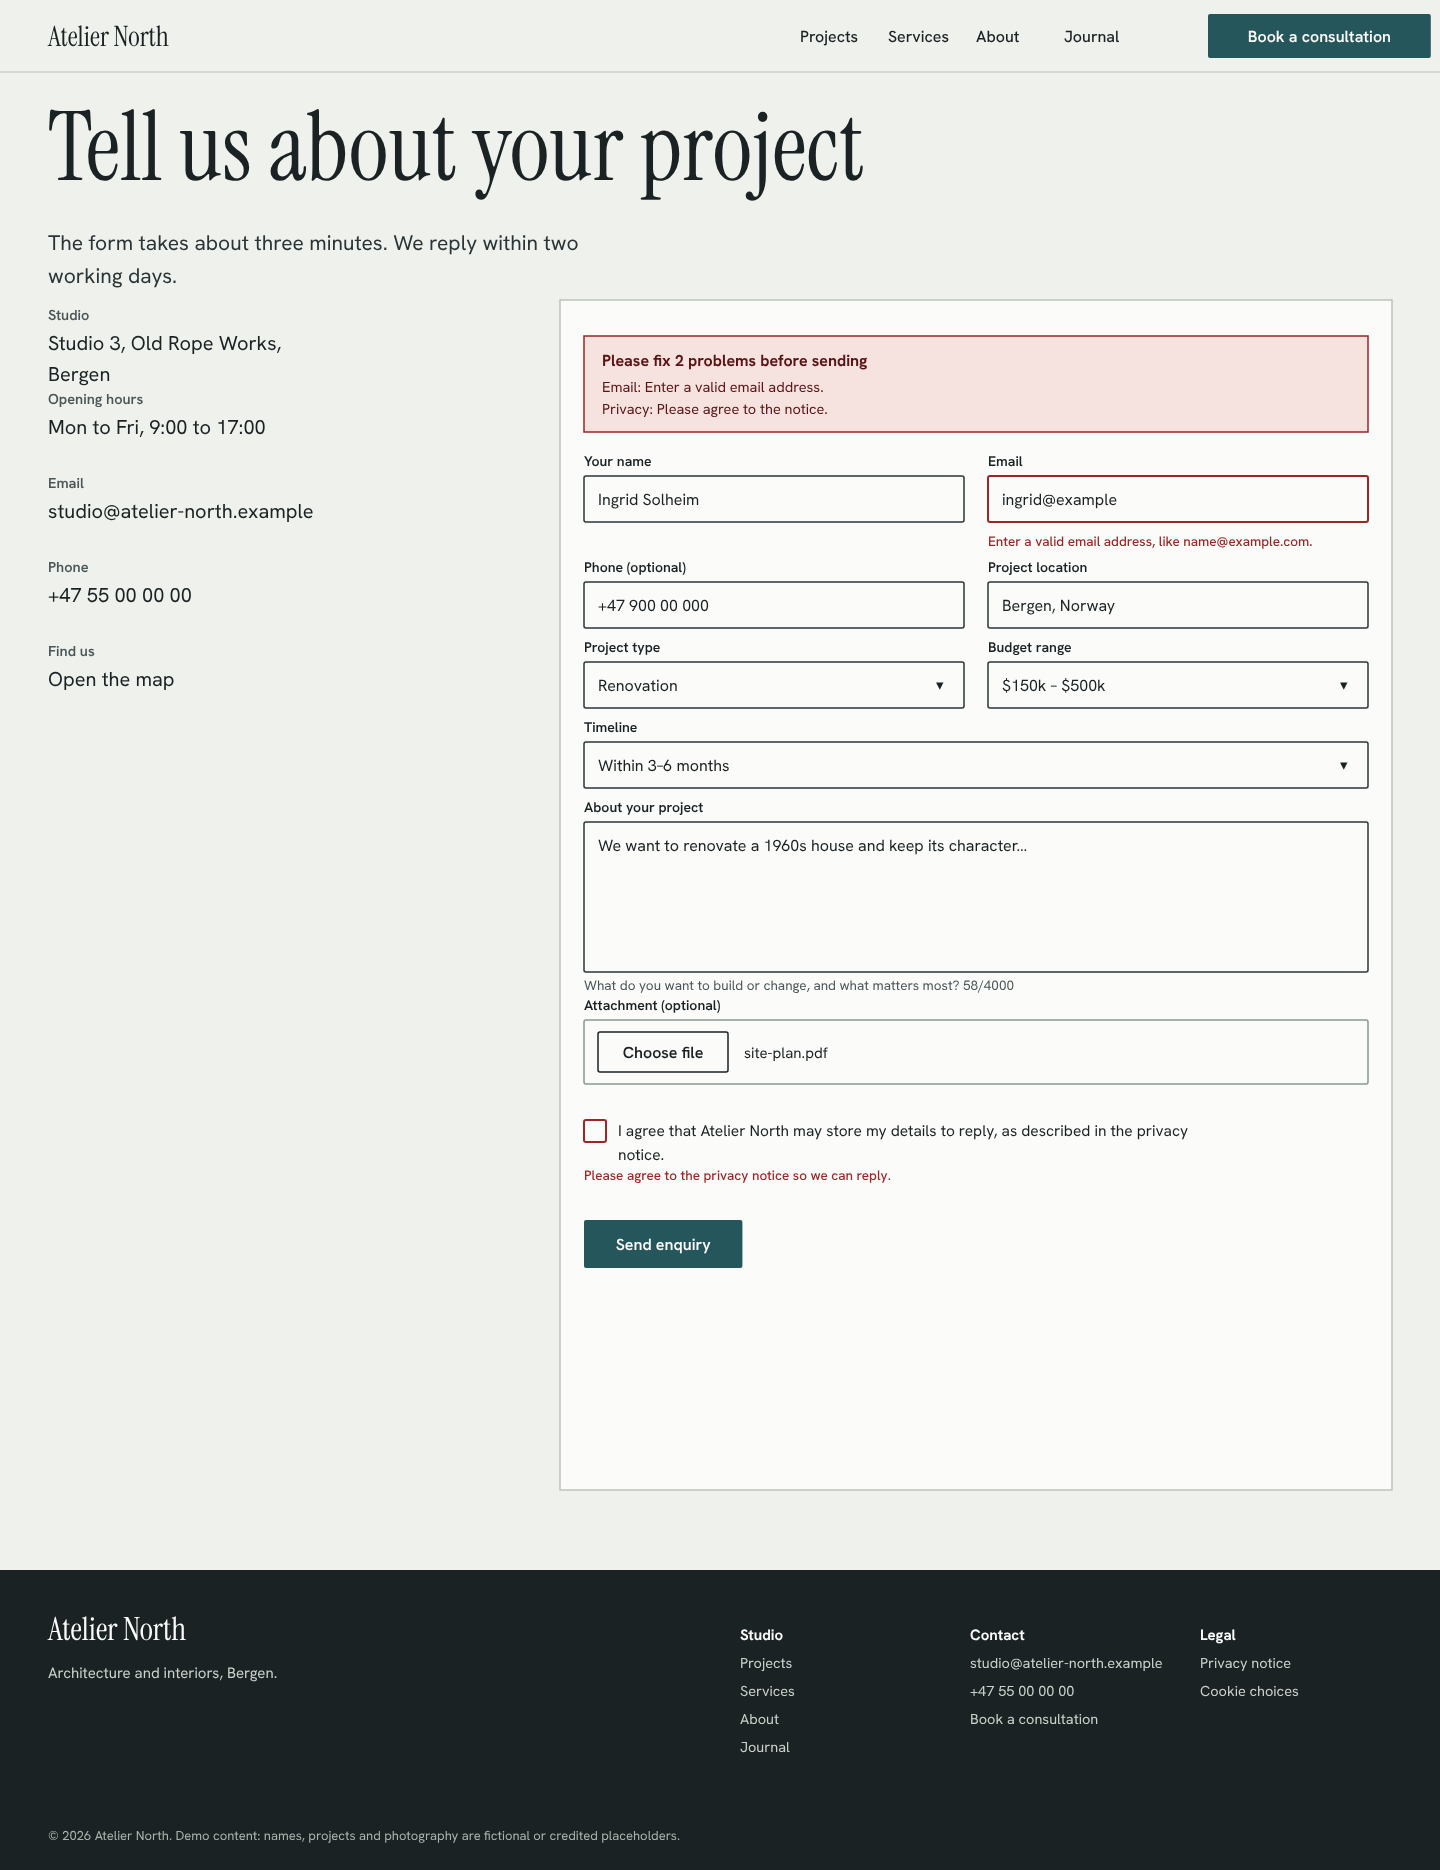 Atelier North
Projects
Services
About
Journal
Book a consultation
Tell us about your project
The form takes about three minutes. We reply within two
working days.
Studio
Studio 3, Old Rope Works,
Bergen
Opening hours
Mon to Fri, 9:00 to 17:00
Email
studio@atelier-north.example
Phone
+47 55 00 00 00
Find us
Open the map
Please fix 2 problems before sending
Email: Enter a valid email address.
Privacy: Please agree to the notice.
Your name
Ingrid Solheim
Email
ingrid@example
Enter a valid email address, like name@example.com.
Phone (optional)
+47 900 00 000
Project location
Bergen, Norway
Project type
Renovation
Budget range
$150k – $500k
Timeline
Within 3–6 months
About your project
We want to renovate a 1960s house and keep its character…
What do you want to build or change, and what matters most? 58/4000
Attachment (optional)
Choose file
site-plan.pdf
I agree that Atelier North may store my details to reply, as described in the privacy
notice.
Please agree to the privacy notice so we can reply.
Send enquiry
Atelier North
Architecture and interiors, Bergen.
Studio
Projects
Services
About
Journal
Contact
studio@atelier-north.example
+47 55 00 00 00
Book a consultation
Legal
Privacy notice
Cookie choices
© 2026 Atelier North. Demo content: names, projects and photography are fictional or credited placeholders.